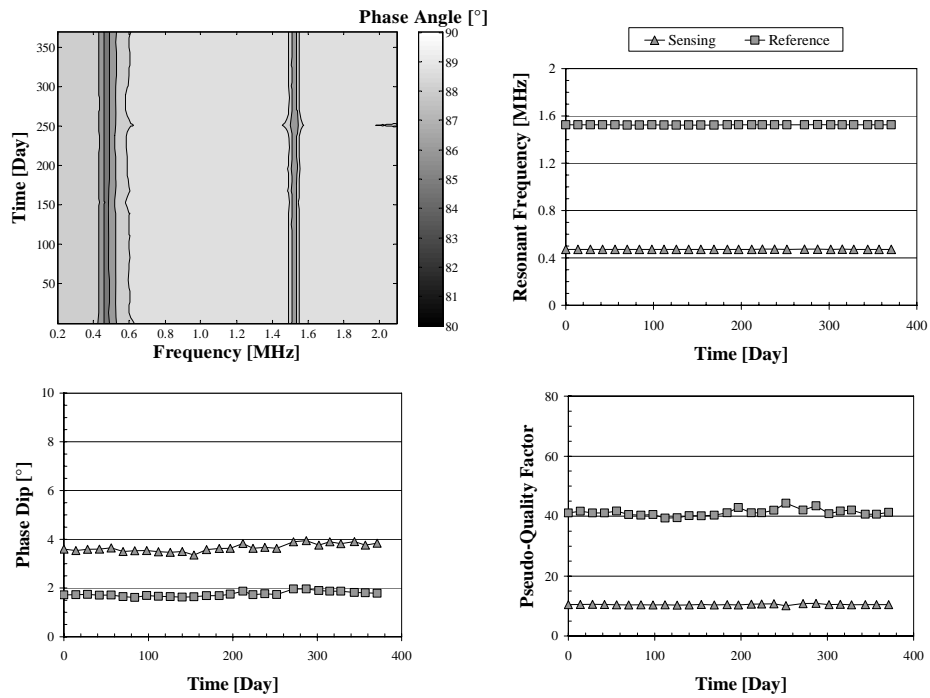 Phase Angle [°]
350
300
250
200
150
100
50
Time [Day]
0.2 0.4 0.6 0.8 1.0 1.2 1.4 1.6 1.8 2.0
Frequency [MHz]
90
89
88
87
86
85
84
83
82
81
80
Sensing Reference
2
1.6
1.2
0.8
0.4
0
Resonant Frequency [MHz]
0 100 200 300 400
Time [Day]
10
8
6
4
2
0
Phase Dip [°]
0 100 200 300 400
Time [Day]
80
60
40
20
0
Pseudo-Quality Factor
0 100 200 300 400
Time [Day]